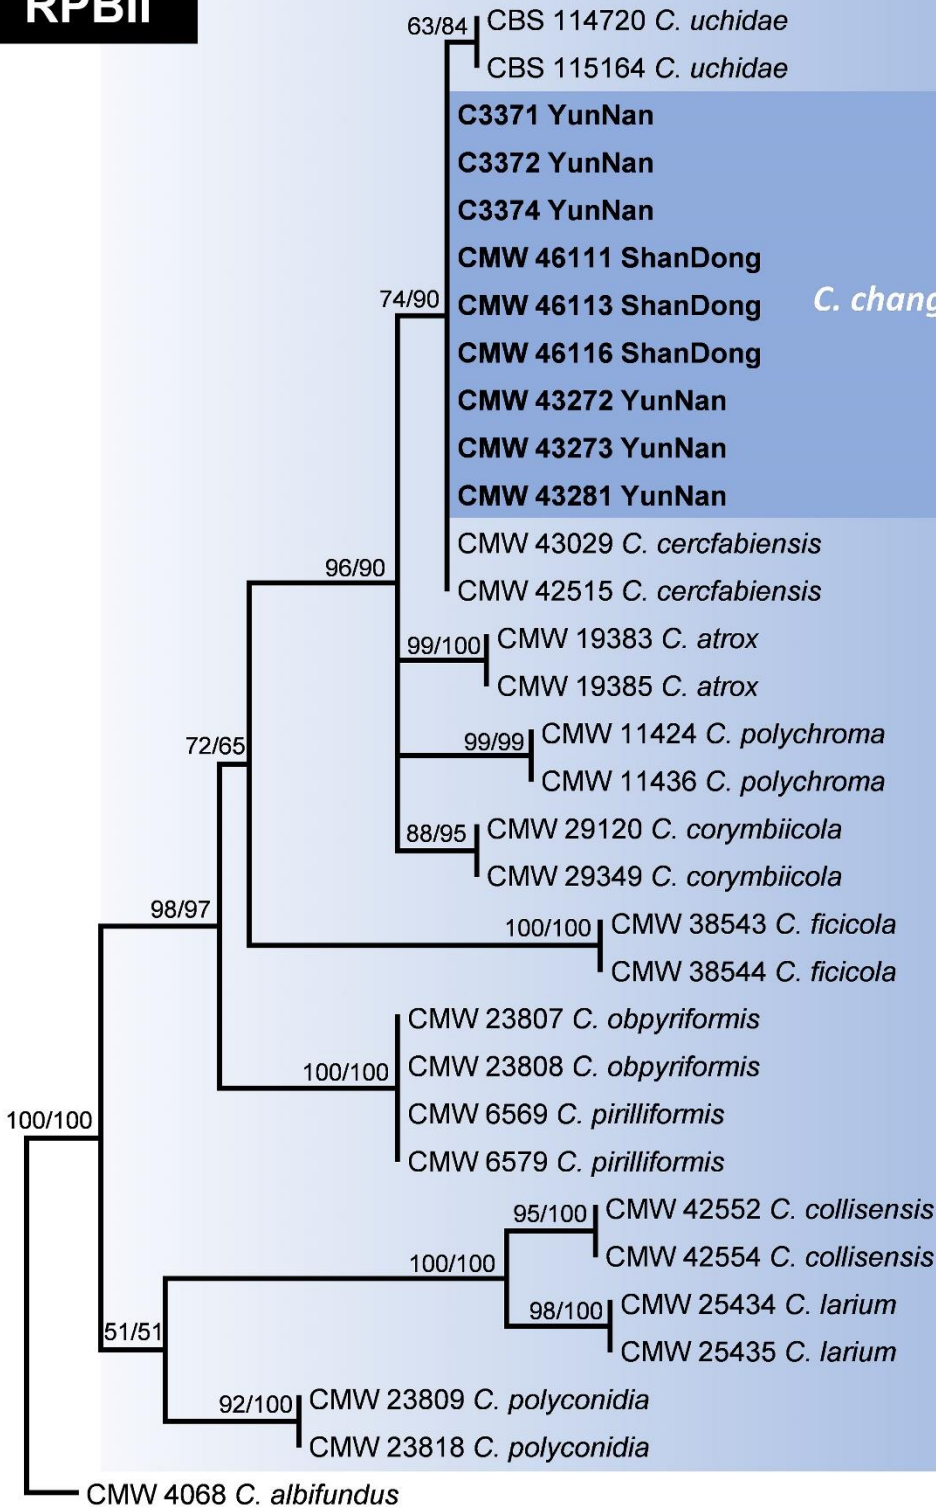 RPBII
63/84
CBS 114720 C. uchidae
CBS 115164 C. uchidae
C3371 YunNan
C3372 YunNan
C3374 YunNan
CMW 46111 ShanDong
74/90
CMW 46113 ShanDong
C. chang
CMW 46116 ShanDong
CMW 43272 YunNan
CMW 43273 YunNan
CMW 43281 YunNan
CMW 43029 C. cercfabiensis
96/90
CMW 42515 C. cercfabiensis
99/100
CMW 19383 C. atrox
CMW 19385 C. atrox
72/65
99/99
CMW 11424 C. polychroma
CMW 11436 C. polychroma
88/95
CMW 29120 C. corymbiicola
CMW 29349 C. corymbiicola
98/97
100/100
CMW 38543 C. ficicola
CMW 38544 C. ficicola
CMW 23807 C. obpyriformis
100/100
CMW 23808 C. obpyriformis
100/100
CMW 6569 C. pirilliformis
CMW 6579 C. pirilliformis
95/100
CMW 42552 C. collisensis
100/100
CMW 42554 C. collisensis
98/100
CMW 25434 C. larium
51/51
CMW 25435 C. larium
92/100
CMW 23809 C. polyconidia
CMW 23818 C. polyconidia
CMW 4068 C. albifundus